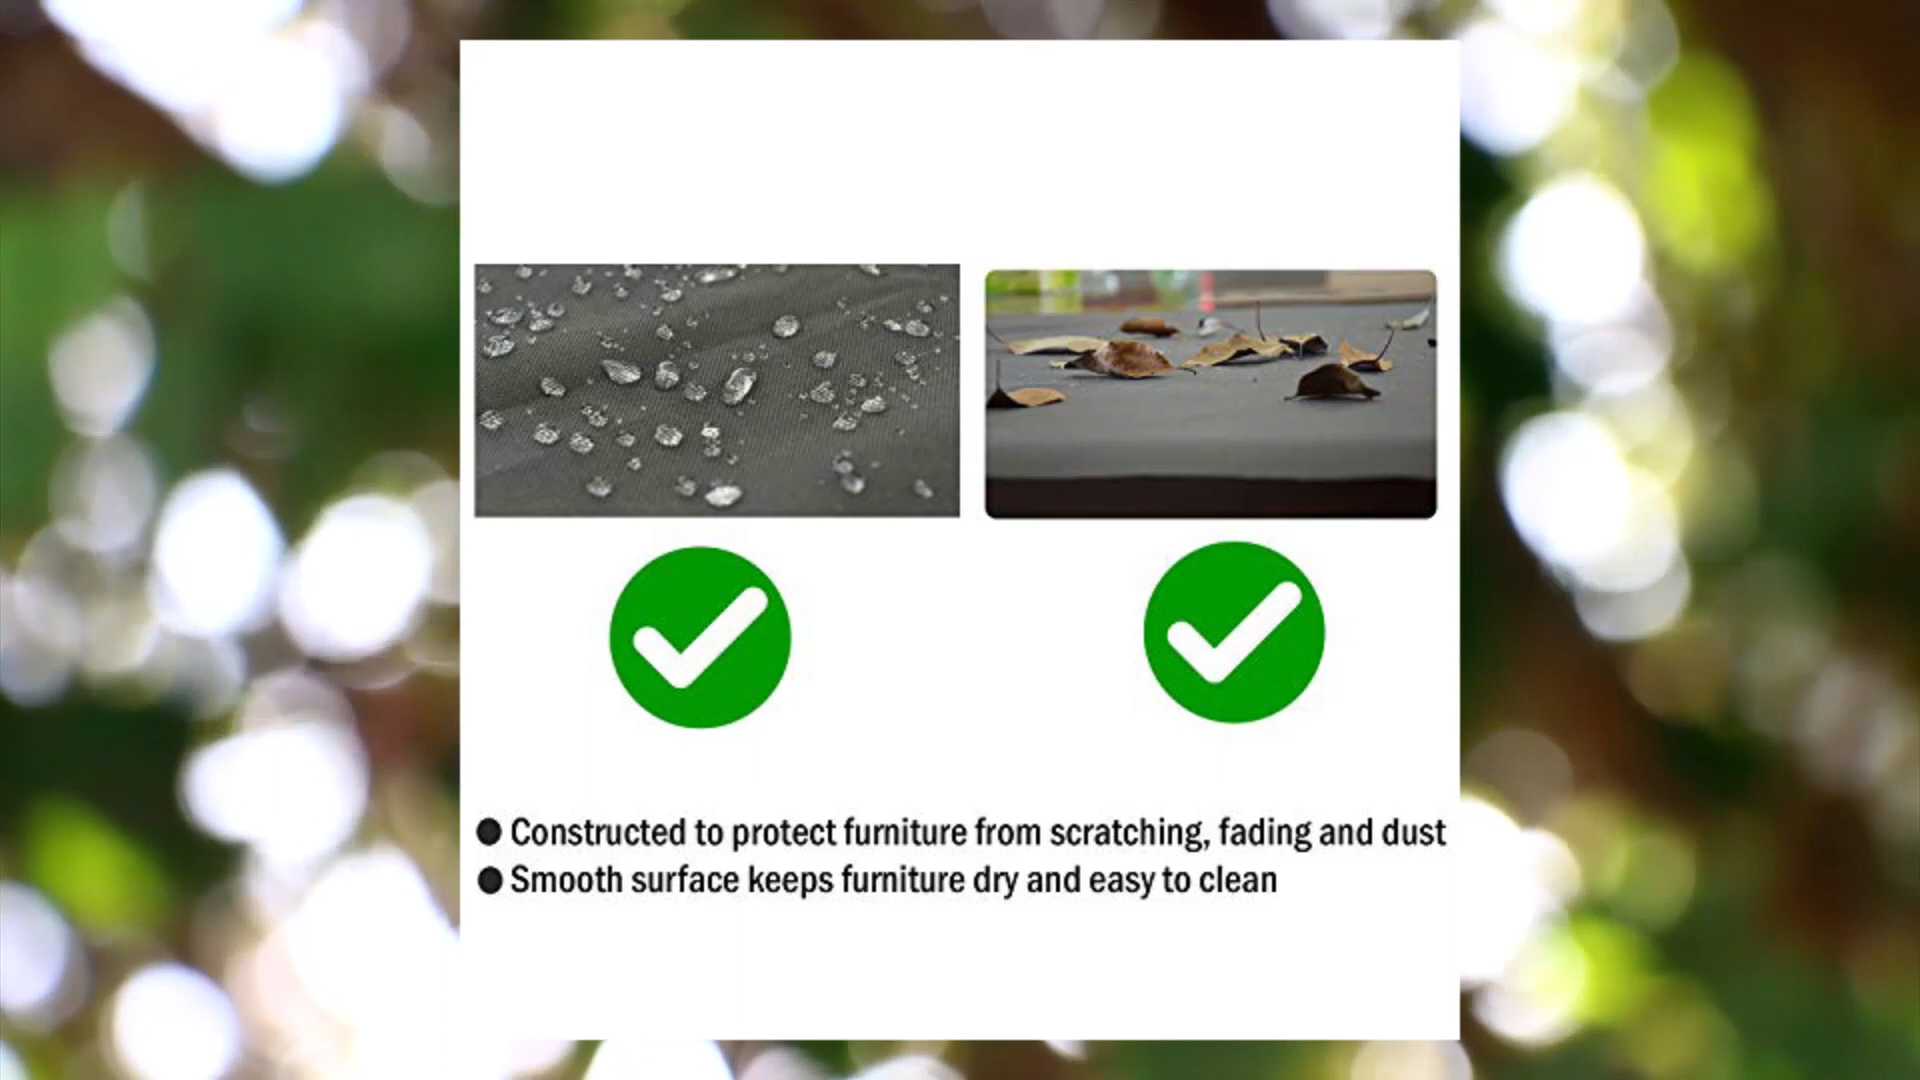 ● Constructed to protect furniture from scratching, fading and dust
● Smooth surface keeps furniture dry and easy to clean